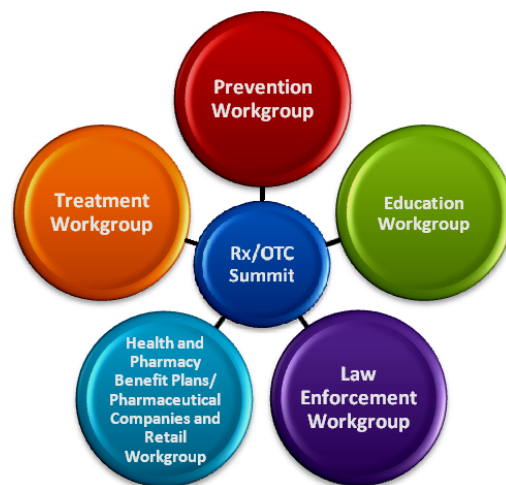 Prevention
Workgroup
Treatment
Workgroup
Education
Workgroup
Rx/OTC
Summit
Health and
Pharmacy
Benefit Plans/
Pharmaceutical
Companies and
Retail
Workgroup
Law
Enforcement
Workgroup